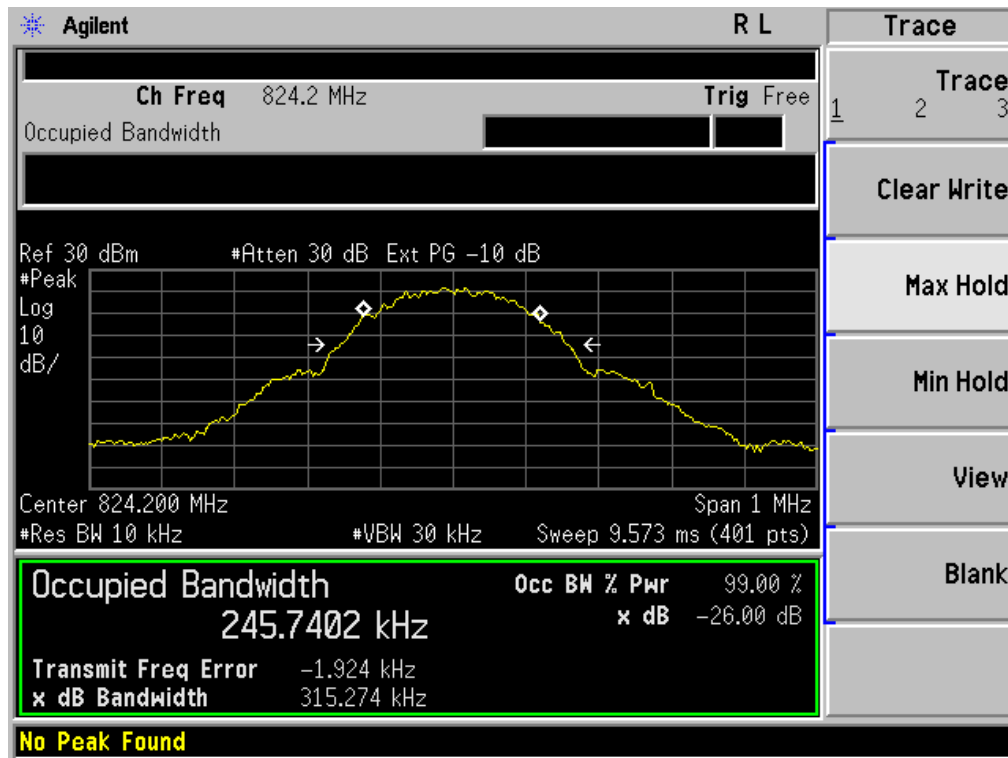 Agilent R L Trace
Ch Freq 824.2 MHz Trig Free
Occupied Bandwidth
Trace
1 2 3
Clear Write
Max Hold
Min Hold
View
Blank
Ref 30 dBm #Atten 30 dB Ext PG -10 dB
#Peak
Log
10
dB/
Center 824.200 MHz Span 1 MHz
#Res BW 10 kHz #VBW 30 kHz Sweep 9.573 ms (401 pts)
Occupied Bandwidth Occ BW % Pwr 99.00 %
245.7402 kHz x dB -26.00 dB
Transmit Freq Error -1.924 kHz
x dB Bandwidth 315.274 kHz
No Peak Found